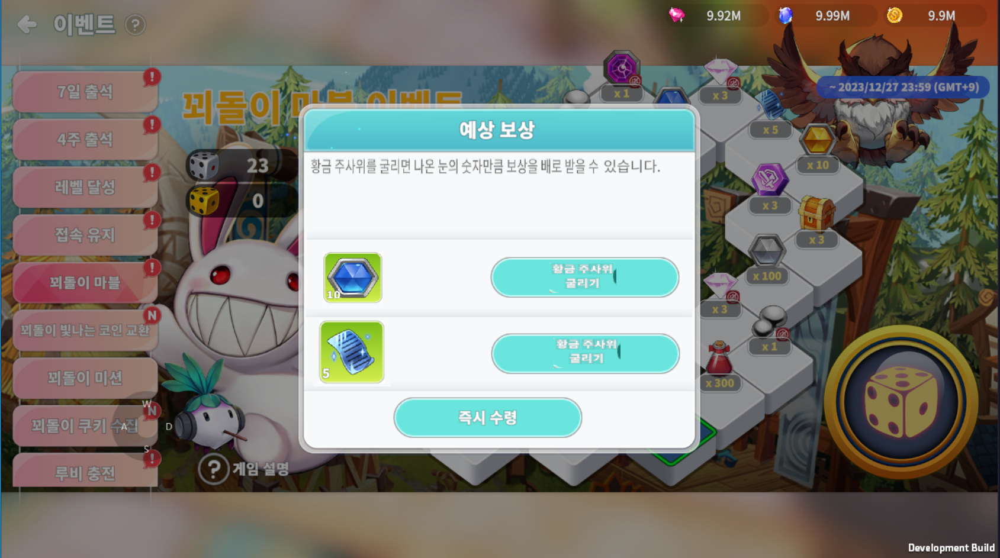 이벤트 ?
9.92M
9.99M
9.9M
~ 2023/12/27 23:59 (GMT+9)
7일 출석
4주 출석
레벨 달성
접속 유지
꾀돌이 마블
꾀돌이 빛나는 코인 교환
N
꾀돌이 미션
꾀돌이 쿠키 수집
N
루비 충전
W
A
D
S
꾀돌이 마블 이벤트
23
0
? 게임 설명
예상 보상
황금 주사위를 굴리면 나온 눈의 숫자만큼 보상을 배로 받을 수 있습니다.
10
황금 주사위
굴리기
5
황금 주사위
굴리기
즉시 수령
x 1
x 3
x 5
x 10
x 3
x 3
x 100
x 3
x 1
x 300
Development Build